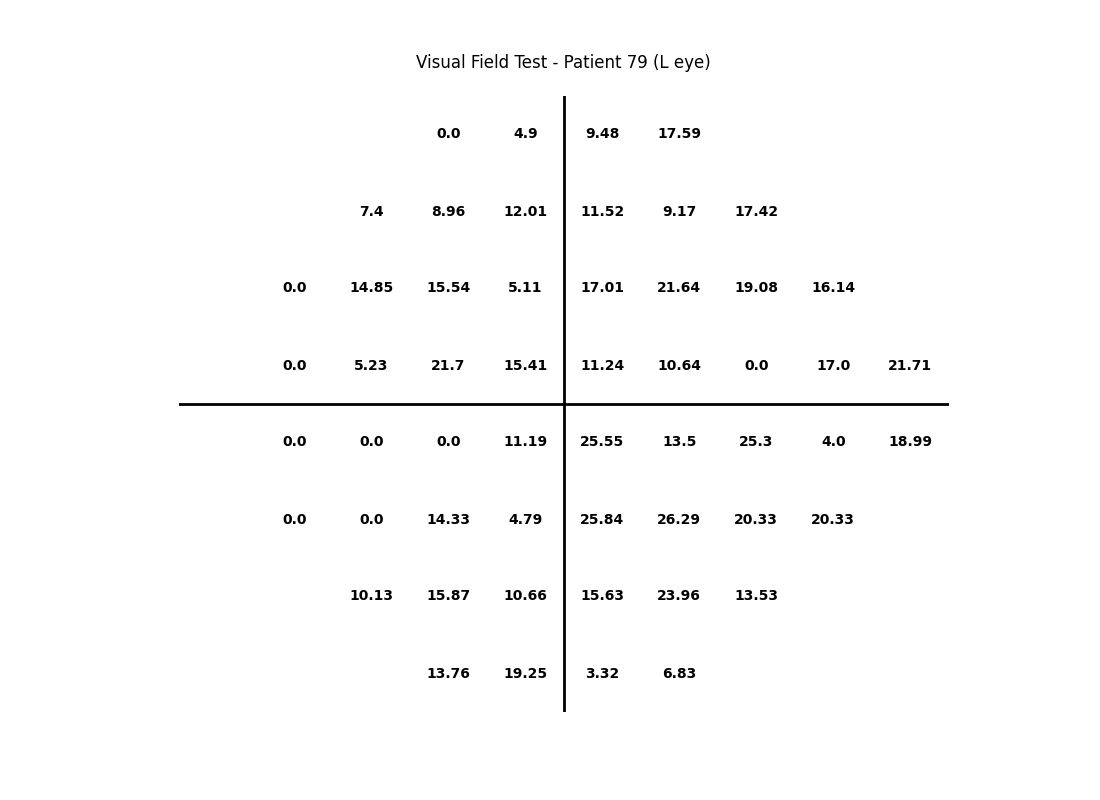 Visual Field Test - Patient 79 (L eye)
0.0 4.9 9.48 17.59
7.4 8.96 12.01 11.52 9.17 17.42
0.0 14.85 15.54 5.11 17.01 21.64 19.08 16.14
0.0 5.23 21.7 15.41 11.24 10.64 0.0 17.0 21.71
0.0 0.0 0.0 11.19 25.55 13.5 25.3 4.0 18.99
0.0 0.0 14.33 4.79 25.84 26.29 20.33 20.33
10.13 15.87 10.66 15.63 23.96 13.53
13.76 19.25 3.32 6.83